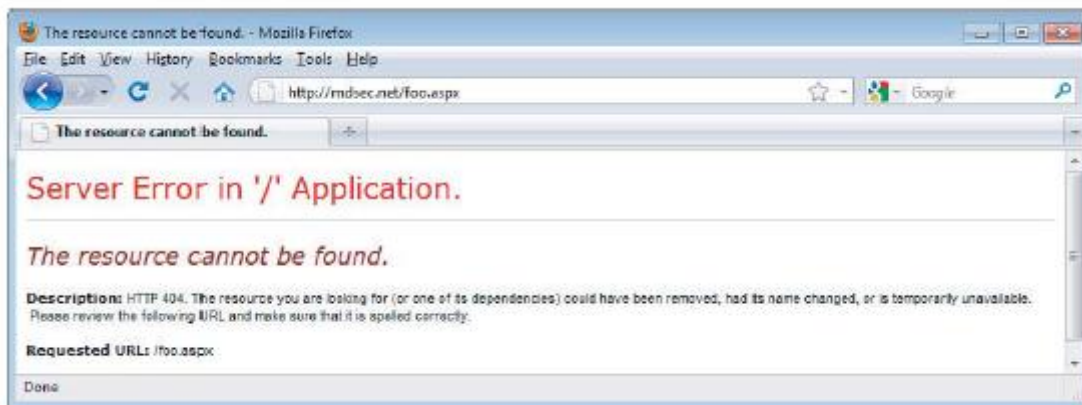 The resource cannot be found. - Mozilla Firefox
File Edit View History Bookmarks Tools Help
http://mdsec.net/foo.aspx Google
The resource cannot be found.
Server Error in '/' Application.
The resource cannot be found.
Description: HTTP 404. The resource you are looking for (or one of its dependencies) could have been removed, had its name changed, or is temporarily unavailable.
Please review the following URL and make sure that it is spelled correctly.
Requested URL: /foo.aspx
Done